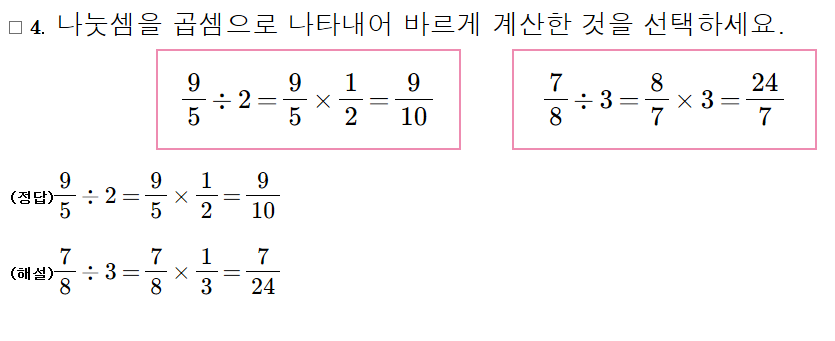 □ 4. 나눗셈을 곱셈으로 나타내어 바르게 계산한 것을 선택하세요.
9/5 ÷ 2 = 9/5 × 1/2 = 9/10 7/8 ÷ 3 = 8/7 × 3 = 24/7
(정답) 9/5 ÷ 2 = 9/5 × 1/2 = 9/10
(해설) 7/8 ÷ 3 = 7/8 × 1/3 = 7/24